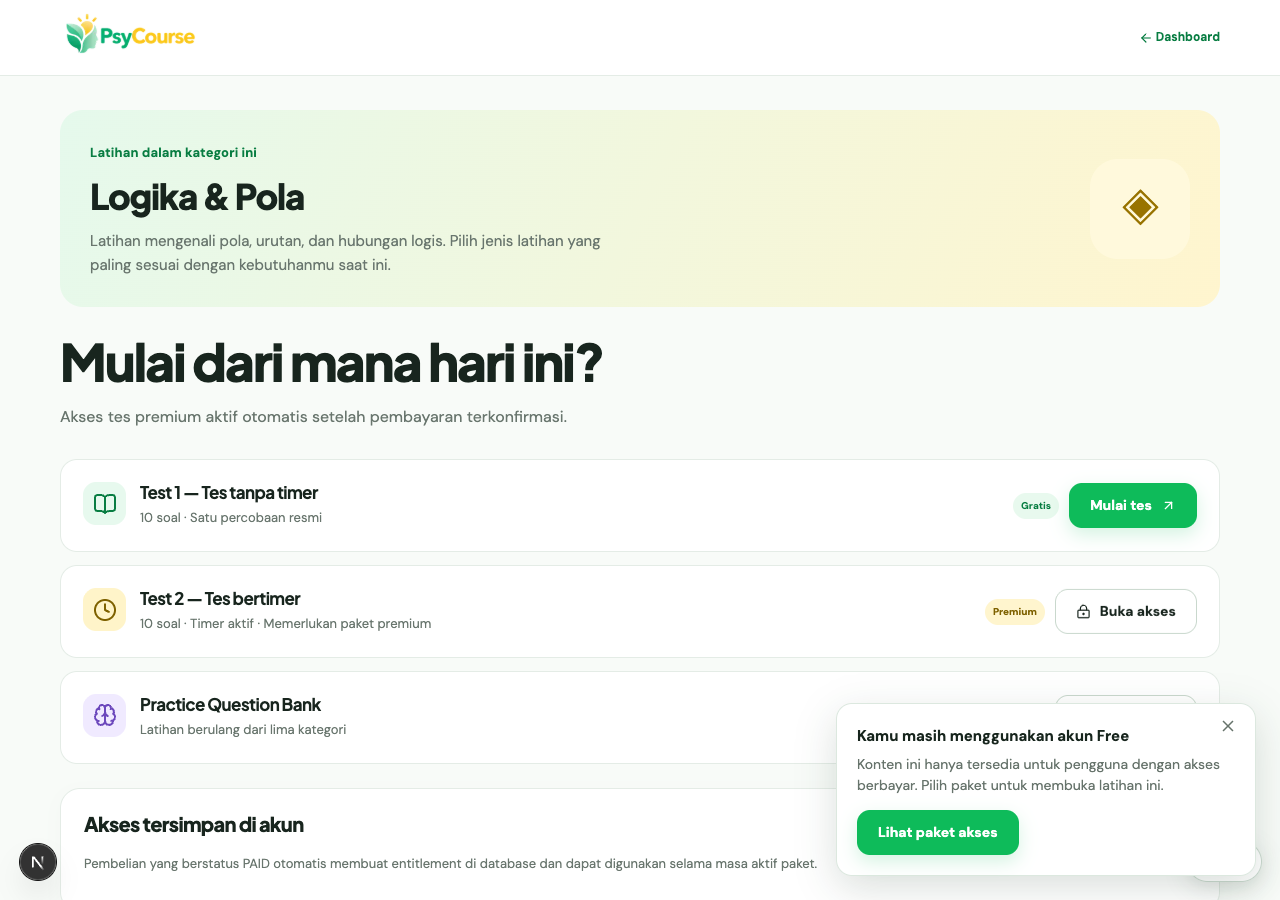 PsyCourse
← Dashboard
Latihan dalam kategori ini
Logika & Pola
Latihan mengenali pola, urutan, dan hubungan logis. Pilih jenis latihan yang
paling sesuai dengan kebutuhanmu saat ini.
Mulai dari mana hari ini?
Akses tes premium aktif otomatis setelah pembayaran terkonfirmasi.
Test 1 — Tes tanpa timer
10 soal · Satu percobaan resmi
Gratis
Mulai tes
Test 2 — Tes bertimer
10 soal · Timer aktif · Memerlukan paket premium
Premium
Buka akses
Practice Question Bank
Latihan berulang dari lima kategori
Kamu masih menggunakan akun Free
Konten ini hanya tersedia untuk pengguna dengan akses
berbayar. Pilih paket untuk membuka latihan ini.
Lihat paket akses
Akses tersimpan di akun
Pembelian yang berstatus PAID otomatis membuat entitlement di database dan dapat digunakan selama masa aktif paket.
N